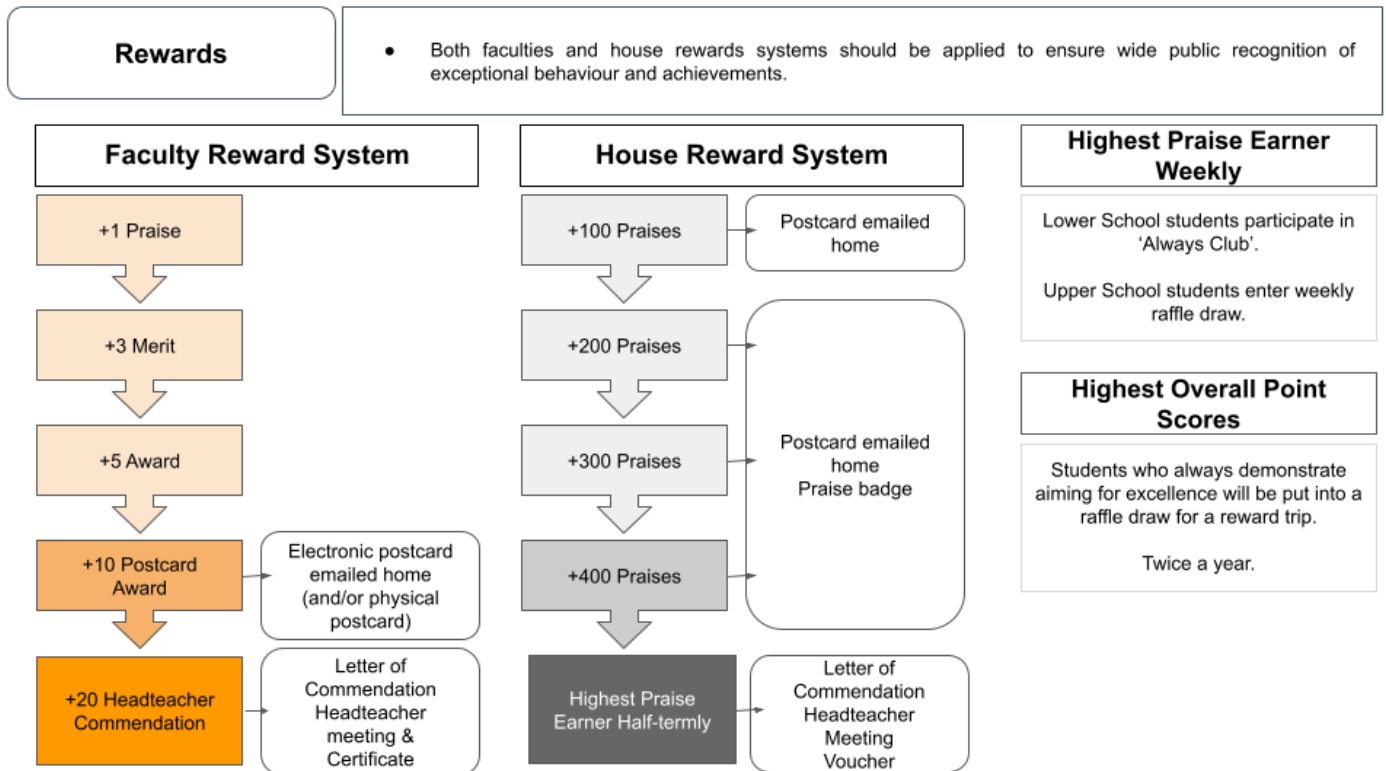 Rewards
● Both faculties and house rewards systems should be applied to ensure wide public recognition of
exceptional behaviour and achievements.
Faculty Reward System
+1 Praise
+3 Merit
+5 Award
+10 Postcard
Award
Electronic postcard
emailed home
(and/or physical
postcard)
+20 Headteacher
Commendation
Letter of
Commendation
Headteacher
meeting &
Certificate
House Reward System
+100 Praises
Postcard emailed
home
+200 Praises
+300 Praises
+400 Praises
Postcard emailed
home
Praise badge
Highest Praise
Earner Half-termly
Letter of
Commendation
Headteacher
Meeting
Voucher
Highest Praise Earner
Weekly
Lower School students participate in
‘Always Club’.
Upper School students enter weekly
raffle draw.
Highest Overall Point
Scores
Students who always demonstrate
aiming for excellence will be put into a
raffle draw for a reward trip.
Twice a year.